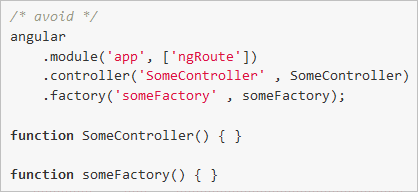 /* avoid */
angular
    .module('app', ['ngRoute'])
    .controller('SomeController' , SomeController)
    .factory('someFactory' , someFactory);

function SomeController() { }

function someFactory() { }